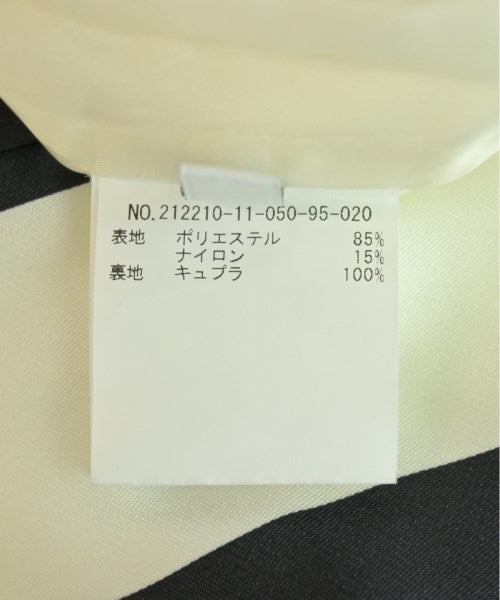 NO.212210-11-050-95-020
表地 ポリエステル 85%
ナイロン 15%
裏地 キュプラ 100%